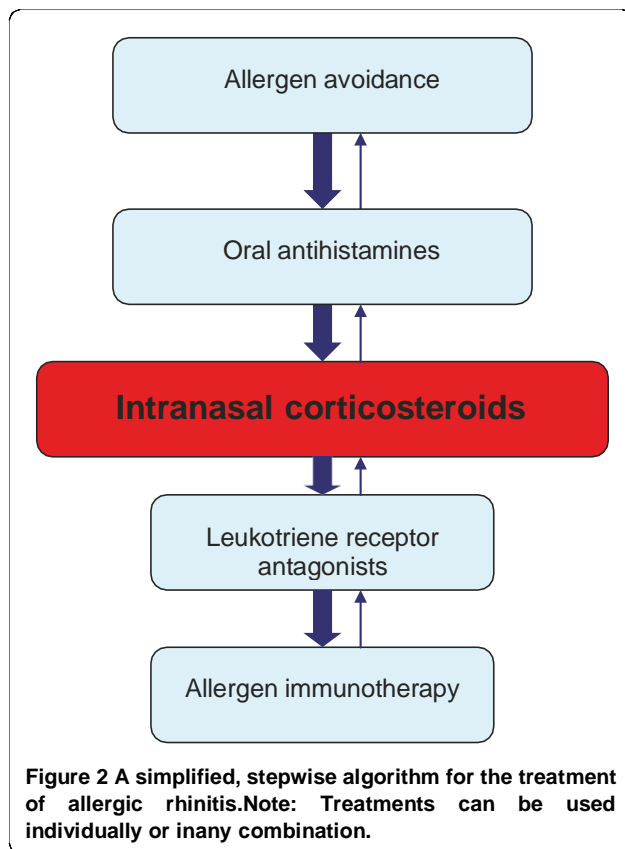 Allergen avoidance
Oral antihistamines
Intranasal corticosteroids
Leukotriene receptor
antagonists
Allergen immunotherapy
Figure 2 A simplified, stepwise algorithm for the treatment
of allergic rhinitis.Note: Treatments can be used
individually or inany combination.